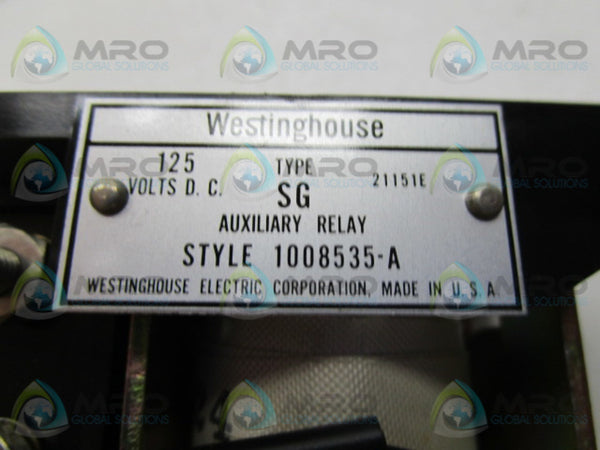 MRO
GLOBAL SOLUTIONS
Westinghouse
125
VOLTS D. C.
TYPE
SG
21151E
AUXILIARY RELAY
STYLE 1008535-A
WESTINGHOUSE ELECTRIC CORPORATION, MADE IN U. S. A.